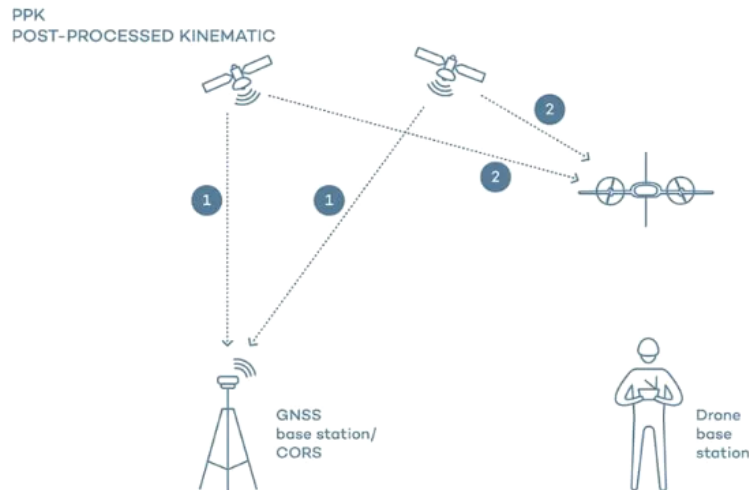 PPK
POST-PROCESSED KINEMATIC
2
2
1
1
GNSS
base station/
CORS
Drone
base
station